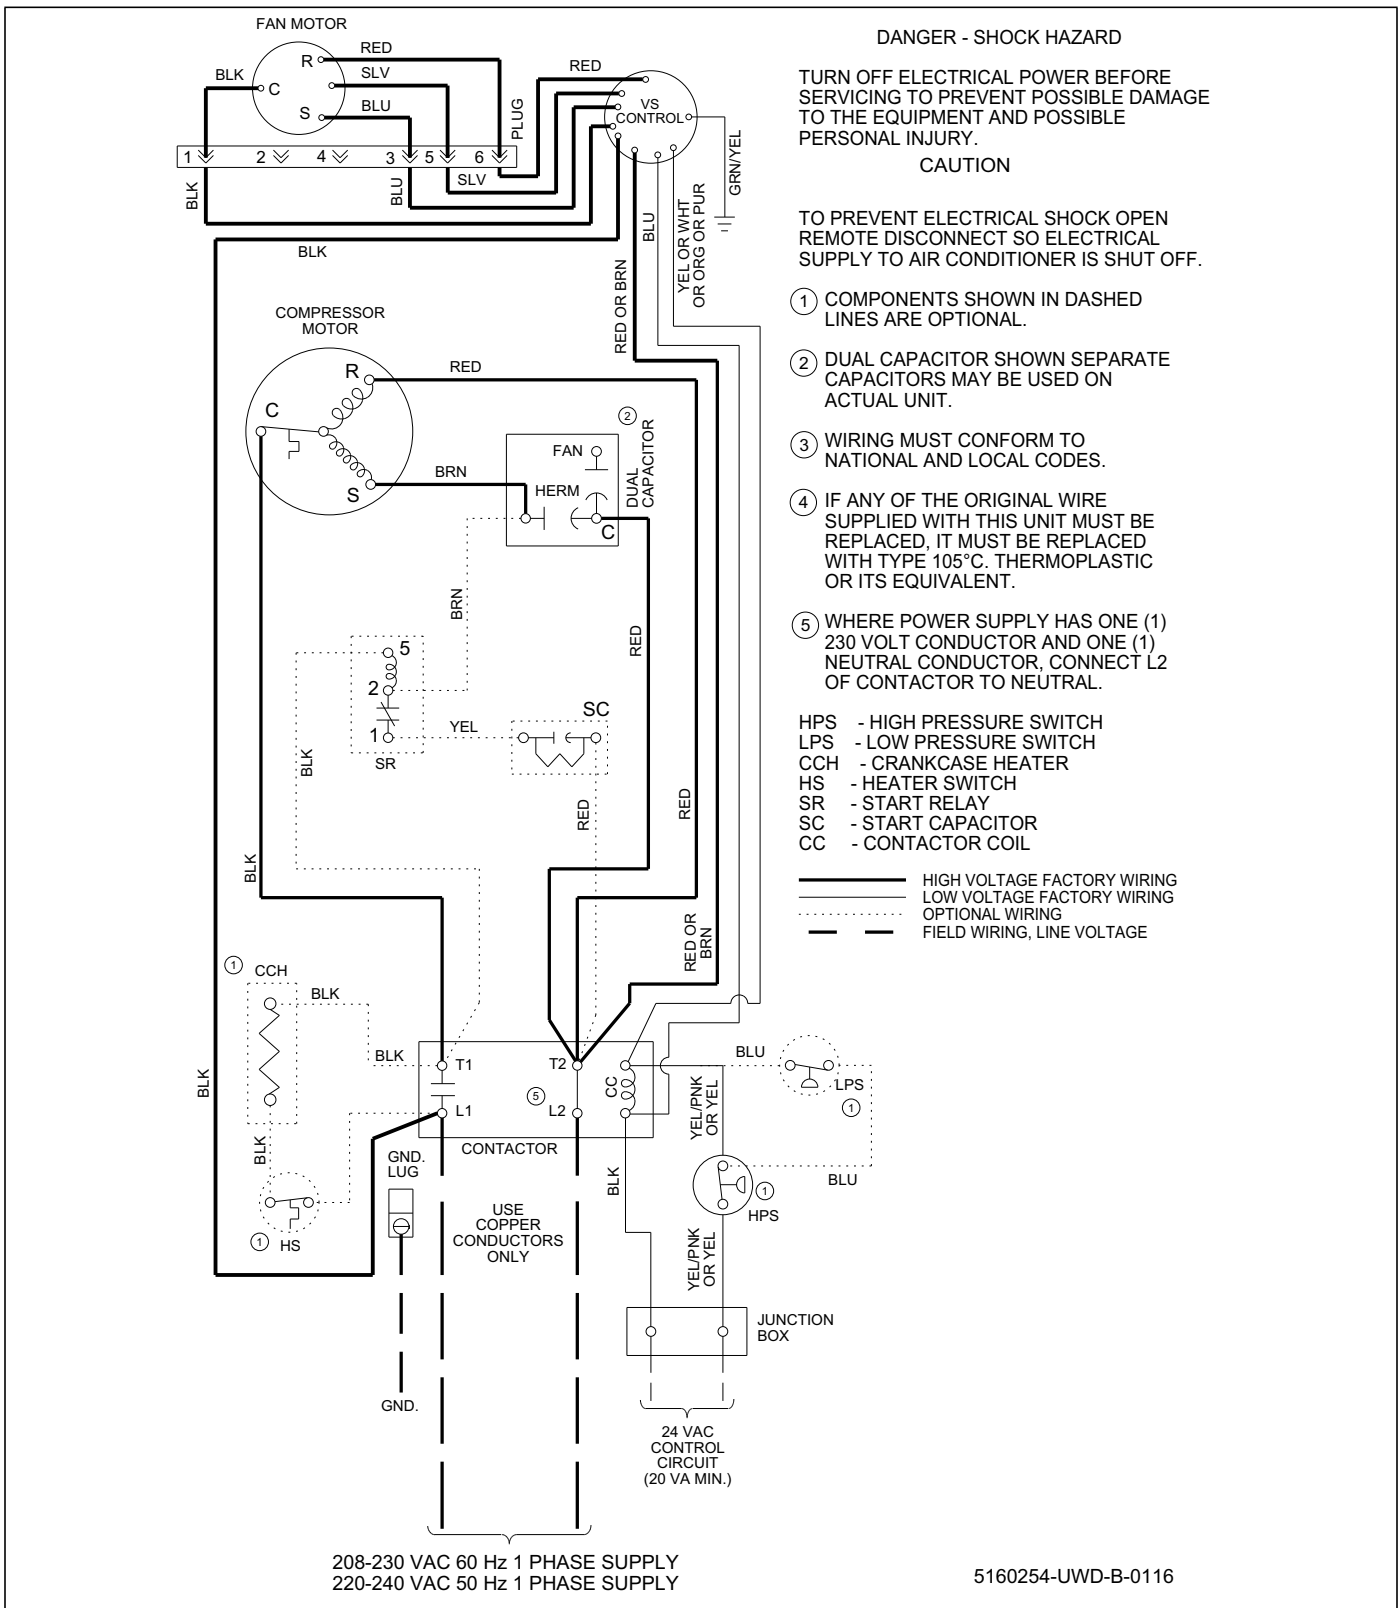 FAN MOTOR
R
RED
SLV
BLK
C
S
BLU
PLUG
RED
VS
CONTROL
GRN/YEL
1
2
4
3
5
6
BLK
BLU
SLV
BLK
RED OR BRN
BLU
YEL OR WHT
OR ORG OR PUR
COMPRESSOR
MOTOR
R
RED
C
S
BRN
2
FAN
HERM
C
DUAL
CAPACITOR
BRN
RED
5
2
1
SR
YEL
SC
BLK
RED
RED
BLK
RED OR
BRN
1
CCH
BLK
BLK
T1
T2
CC
L1
5
L2
CONTACTOR
BLK
BLK
1
HS
GND.
LUG
USE
COPPER
CONDUCTORS
ONLY
GND.
BLU
LPS
1
YEL/PNK
OR YEL
BLK
BLU
1
HPS
YEL/PNK
OR YEL
JUNCTION
BOX
24 VAC
CONTROL
CIRCUIT
(20 VA MIN.)
208-230 VAC 60 Hz 1 PHASE SUPPLY
220-240 VAC 50 Hz 1 PHASE SUPPLY
DANGER - SHOCK HAZARD
TURN OFF ELECTRICAL POWER BEFORE
SERVICING TO PREVENT POSSIBLE DAMAGE
TO THE EQUIPMENT AND POSSIBLE
PERSONAL INJURY.
CAUTION
TO PREVENT ELECTRICAL SHOCK OPEN
REMOTE DISCONNECT SO ELECTRICAL
SUPPLY TO AIR CONDITIONER IS SHUT OFF.
1 COMPONENTS SHOWN IN DASHED
LINES ARE OPTIONAL.
2 DUAL CAPACITOR SHOWN SEPARATE
CAPACITORS MAY BE USED ON
ACTUAL UNIT.
3 WIRING MUST CONFORM TO
NATIONAL AND LOCAL CODES.
4 IF ANY OF THE ORIGINAL WIRE
SUPPLIED WITH THIS UNIT MUST BE
REPLACED, IT MUST BE REPLACED
WITH TYPE 105°C. THERMOPLASTIC
OR ITS EQUIVALENT.
5 WHERE POWER SUPPLY HAS ONE (1)
230 VOLT CONDUCTOR AND ONE (1)
NEUTRAL CONDUCTOR, CONNECT L2
OF CONTACTOR TO NEUTRAL.
HPS - HIGH PRESSURE SWITCH
LPS - LOW PRESSURE SWITCH
CCH - CRANKCASE HEATER
HS - HEATER SWITCH
SR - START RELAY
SC - START CAPACITOR
CC - CONTACTOR COIL
HIGH VOLTAGE FACTORY WIRING
LOW VOLTAGE FACTORY WIRING
OPTIONAL WIRING
FIELD WIRING, LINE VOLTAGE
5160254-UWD-B-0116